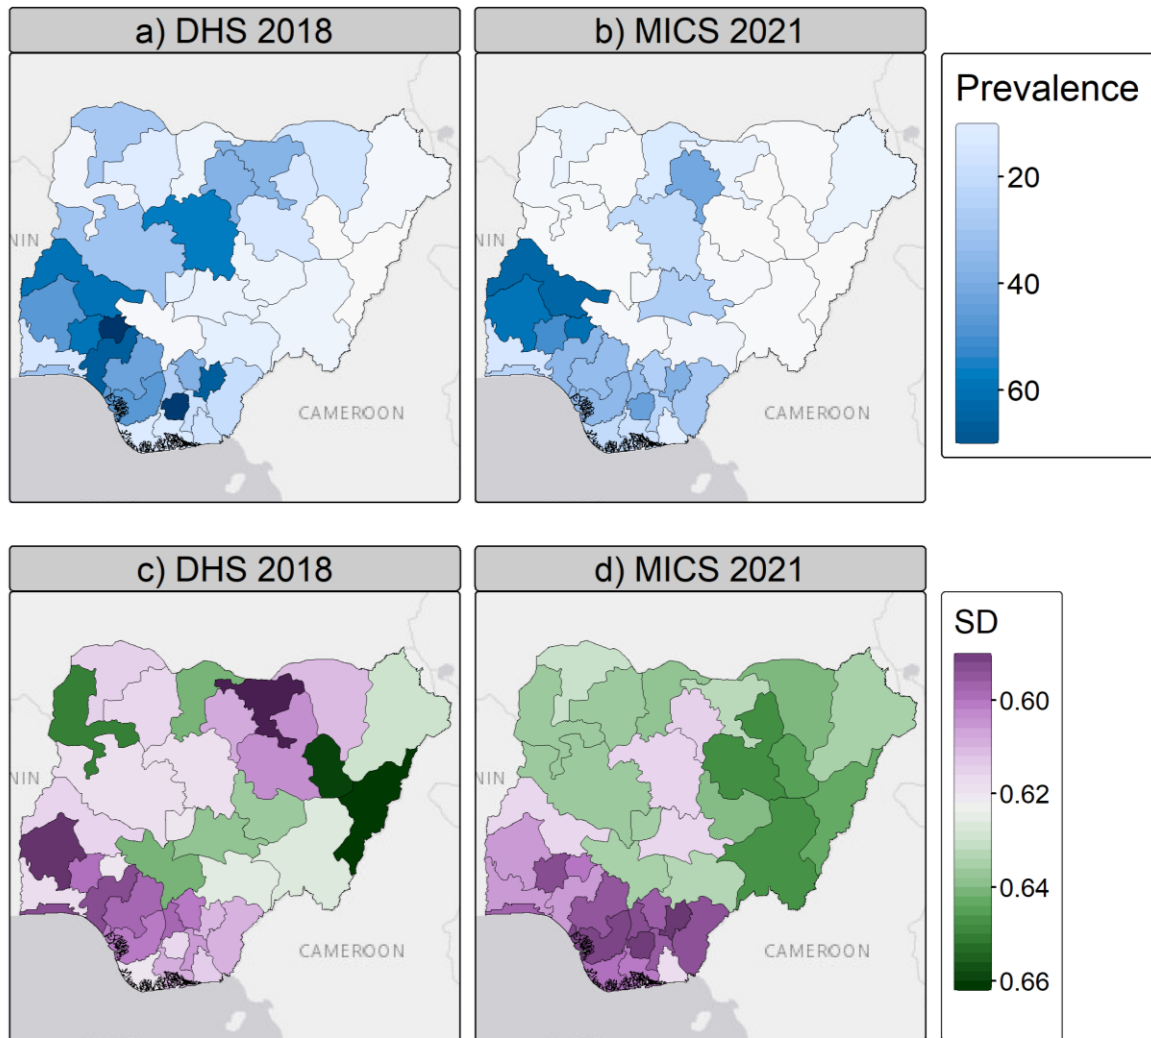 a) DHS 2018
b) MICS 2021
Prevalence
20
40
60
NIN
CAMEROON
CAMEROON
c) DHS 2018
d) MICS 2021
SD
0.60
0.62
0.64
0.66
NIN
NIN
CAMEROON
CAMEROON